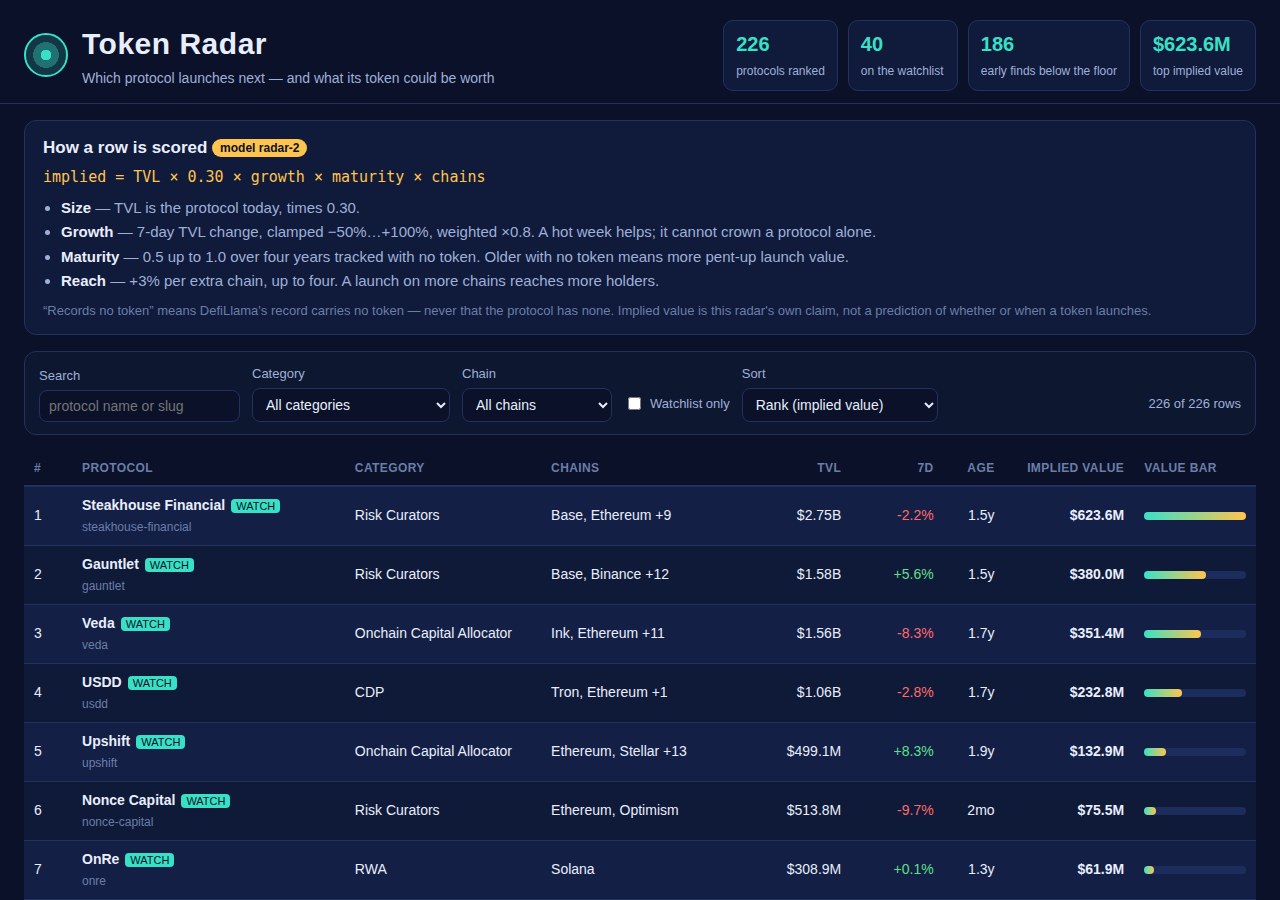 Token Radar
Which protocol launches next — and what its token could be worth
226
protocols ranked
40
on the watchlist
186
early finds below the floor
$623.6M
top implied value
How a row is scored model radar-2
implied = TVL × 0.30 × growth × maturity × chains
Size — TVL is the protocol today, times 0.30.
Growth — 7-day TVL change, clamped −50%…+100%, weighted ×0.8. A hot week helps; it cannot crown a protocol alone.
Maturity — 0.5 up to 1.0 over four years tracked with no token. Older with no token means more pent-up launch value.
Reach — +3% per extra chain, up to four. A launch on more chains reaches more holders.
“Records no token” means DefiLlama's record carries no token — never that the protocol has none. Implied value is this radar's own claim, not a prediction of whether or when a token launches.
Search
protocol name or slug
Category
All categories
Chain
All chains
Watchlist only
Sort
Rank (implied value)
226 of 226 rows
# PROTOCOL CATEGORY CHAINS TVL 7D AGE IMPLIED VALUE VALUE BAR
1 Steakhouse Financial WATCH Risk Curators Base, Ethereum +9 $2.75B -2.2% 1.5y $623.6M
steakhouse-financial
2 Gauntlet WATCH Risk Curators Base, Binance +12 $1.58B +5.6% 1.5y $380.0M
gauntlet
3 Veda WATCH Onchain Capital Allocator Ink, Ethereum +11 $1.56B -8.3% 1.7y $351.4M
veda
4 USDD WATCH CDP Tron, Ethereum +1 $1.06B -2.8% 1.7y $232.8M
usdd
5 Upshift WATCH Onchain Capital Allocator Ethereum, Stellar +13 $499.1M +8.3% 1.9y $132.9M
upshift
6 Nonce Capital WATCH Risk Curators Ethereum, Optimism $513.8M -9.7% 2mo $75.5M
nonce-capital
7 OnRe WATCH RWA Solana $308.9M +0.1% 1.3y $61.9M
onre